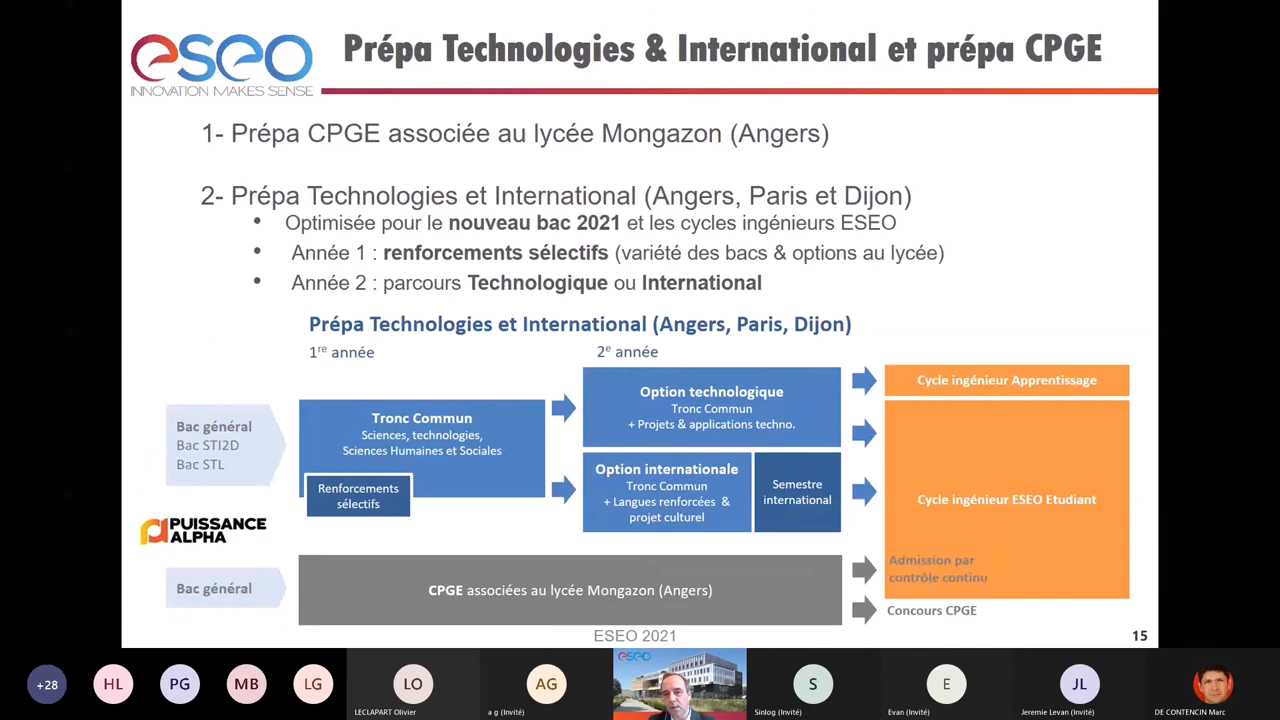 eseo
INNOVATION MAKES SENSE
Prépa Technologies & International et prépa CPGE
1- Prépa CPGE associée au lycée Mongazon (Angers)
2- Prépa Technologies et International (Angers, Paris et Dijon)
• Optimisée pour le nouveau bac 2021 et les cycles ingénieurs ESEO
• Année 1 : renforcements sélectifs (variété des bacs & options au lycée)
• Année 2 : parcours Technologique ou International
Prépa Technologies et International (Angers, Paris, Dijon)
1re année
2e année
Bac général
Bac STI2D
Bac STL
Tronc Commun
Sciences, technologies,
Sciences Humaines et Sociales
Renforcements
sélectifs
Option technologique
Tronc Commun
+ Projets & applications techno.
Option internationale
Tronc Commun
+ Langues renforcées &
projet culturel
Semestre
international
Cycle ingénieur Apprentissage
Cycle ingénieur ESEO Etudiant
Admission par
contrôle continu
PUISSANCE
ALPHA
Bac général
CPGE associées au lycée Mongazon (Angers)
Concours CPGE
ESEO 2021
15
+28
HL
PG
MB
LG
LO
LECLAPART Olivier
AG
a g (Invité)
eseo
S
Sinlog (Invité)
E
Evan (Invité)
JL
Jeremie Levan (Invité)
DE CONTENCIN Marc